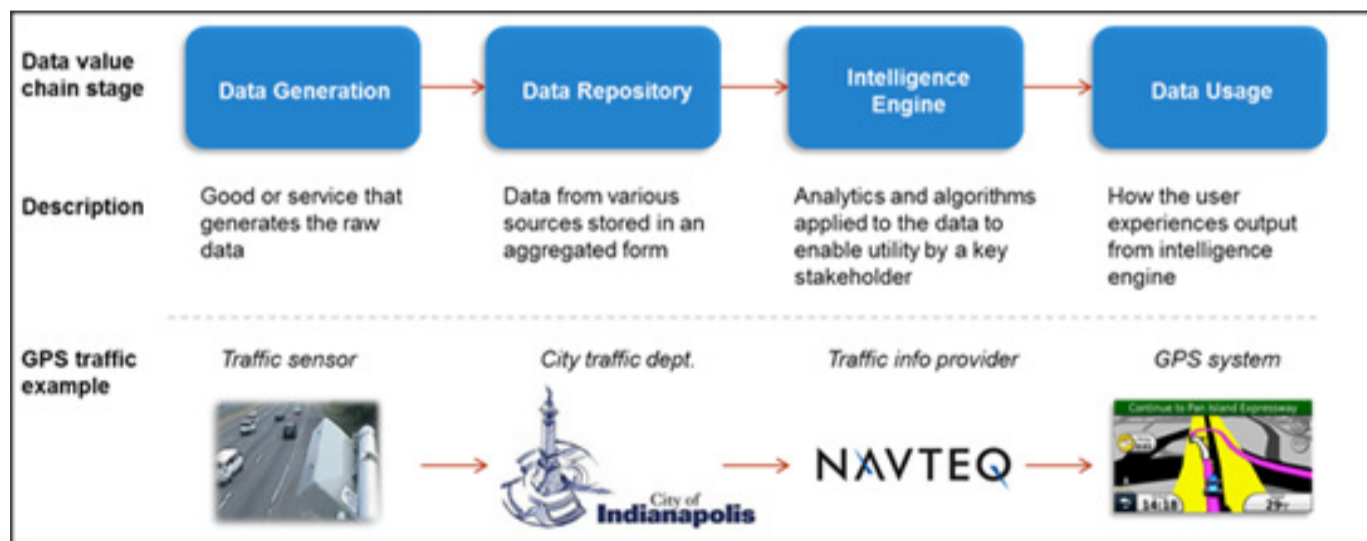 Data value
chain stage
Data Generation
Data Repository
Intelligence
Engine
Data Usage
Description
Good or service that
generates the raw
data
Data from various
sources stored in an
aggregated form
Analytics and algorithms
applied to the data to
enable utility by a key
stakeholder
How the user
experiences output
from intelligence
engine
GPS traffic
example
Traffic sensor
City traffic dept.
Traffic info provider
GPS system
City of
Indianapolis
NAVTEQ
Continue to Pan Island Expressway
14:18